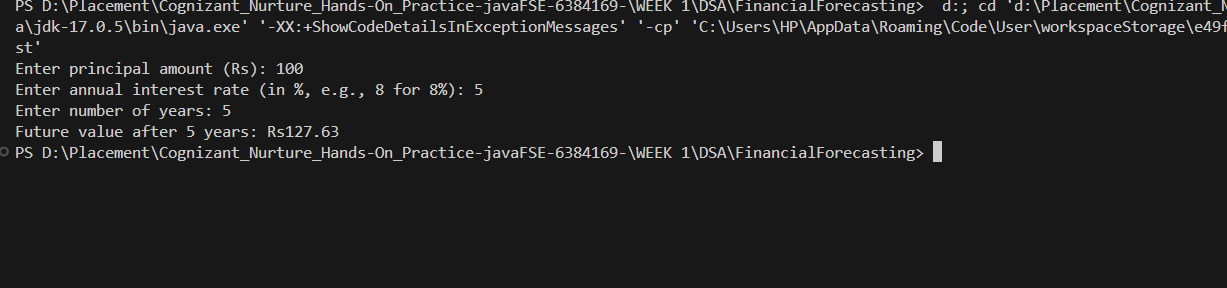 PS D:\Placement\Cognizant_Nurture_Hands-On_Practice-javaFSE-6384169-\WEEK 1\DSA\FinancialForecasting>  d:; cd 'd:\Placement\Cognizant_N
a\jdk-17.0.5\bin\java.exe' '-XX:+ShowCodeDetailsInExceptionMessages' '-cp' 'C:\Users\HP\AppData\Roaming\Code\User\workspaceStorage\e49f
st'
Enter principal amount (Rs): 100
Enter annual interest rate (in %, e.g., 8 for 8%): 5
Enter number of years: 5
Future value after 5 years: Rs127.63
PS D:\Placement\Cognizant_Nurture_Hands-On_Practice-javaFSE-6384169-\WEEK 1\DSA\FinancialForecasting>